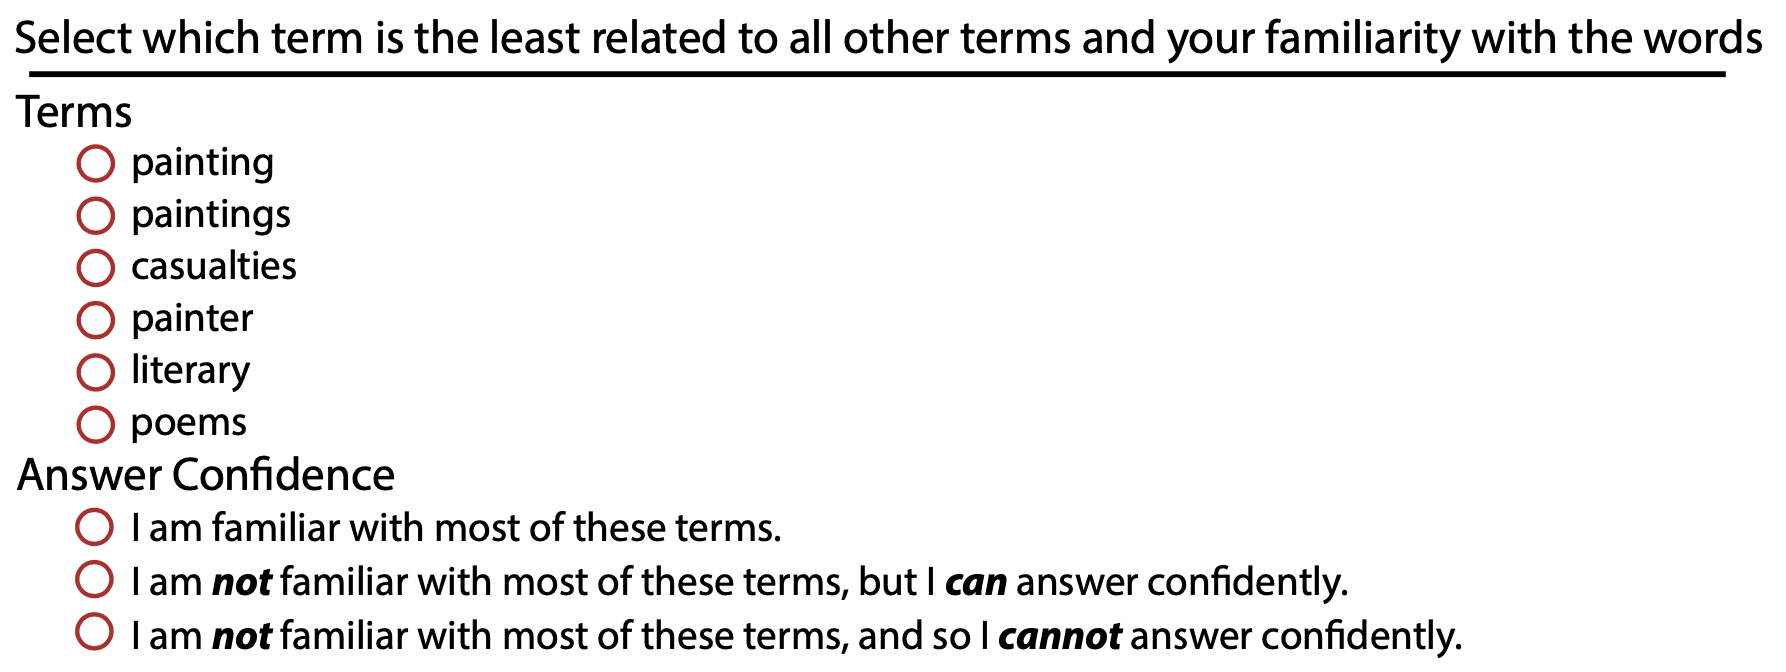 Select which term is the least related to all other terms and your familiarity with the words
Terms
painting
paintings
casualties
painter
literary
poems
Answer Confidence
I am familiar with most of these terms.
I am not familiar with most of these terms, but I can answer confidently.
I am not familiar with most of these terms, and so I cannot answer confidently.